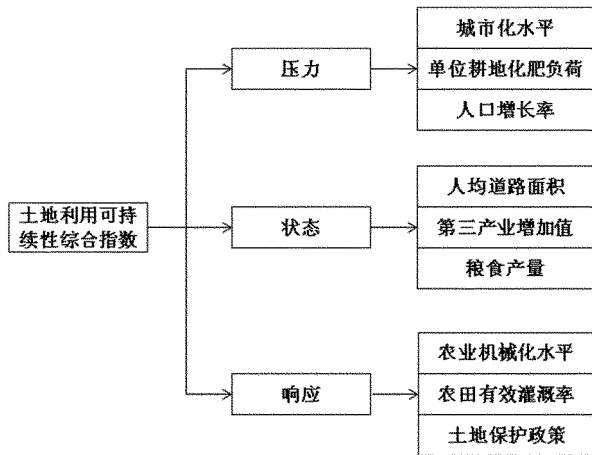 城市化水平
压力
单位耕地化肥负荷
人口增长率
人均道路面积
土地利用可持
续性综合指数
状态
第三产业增加值
粮食产量
农业机械化水平
响应
农田有效灌溉率
土地保护政策